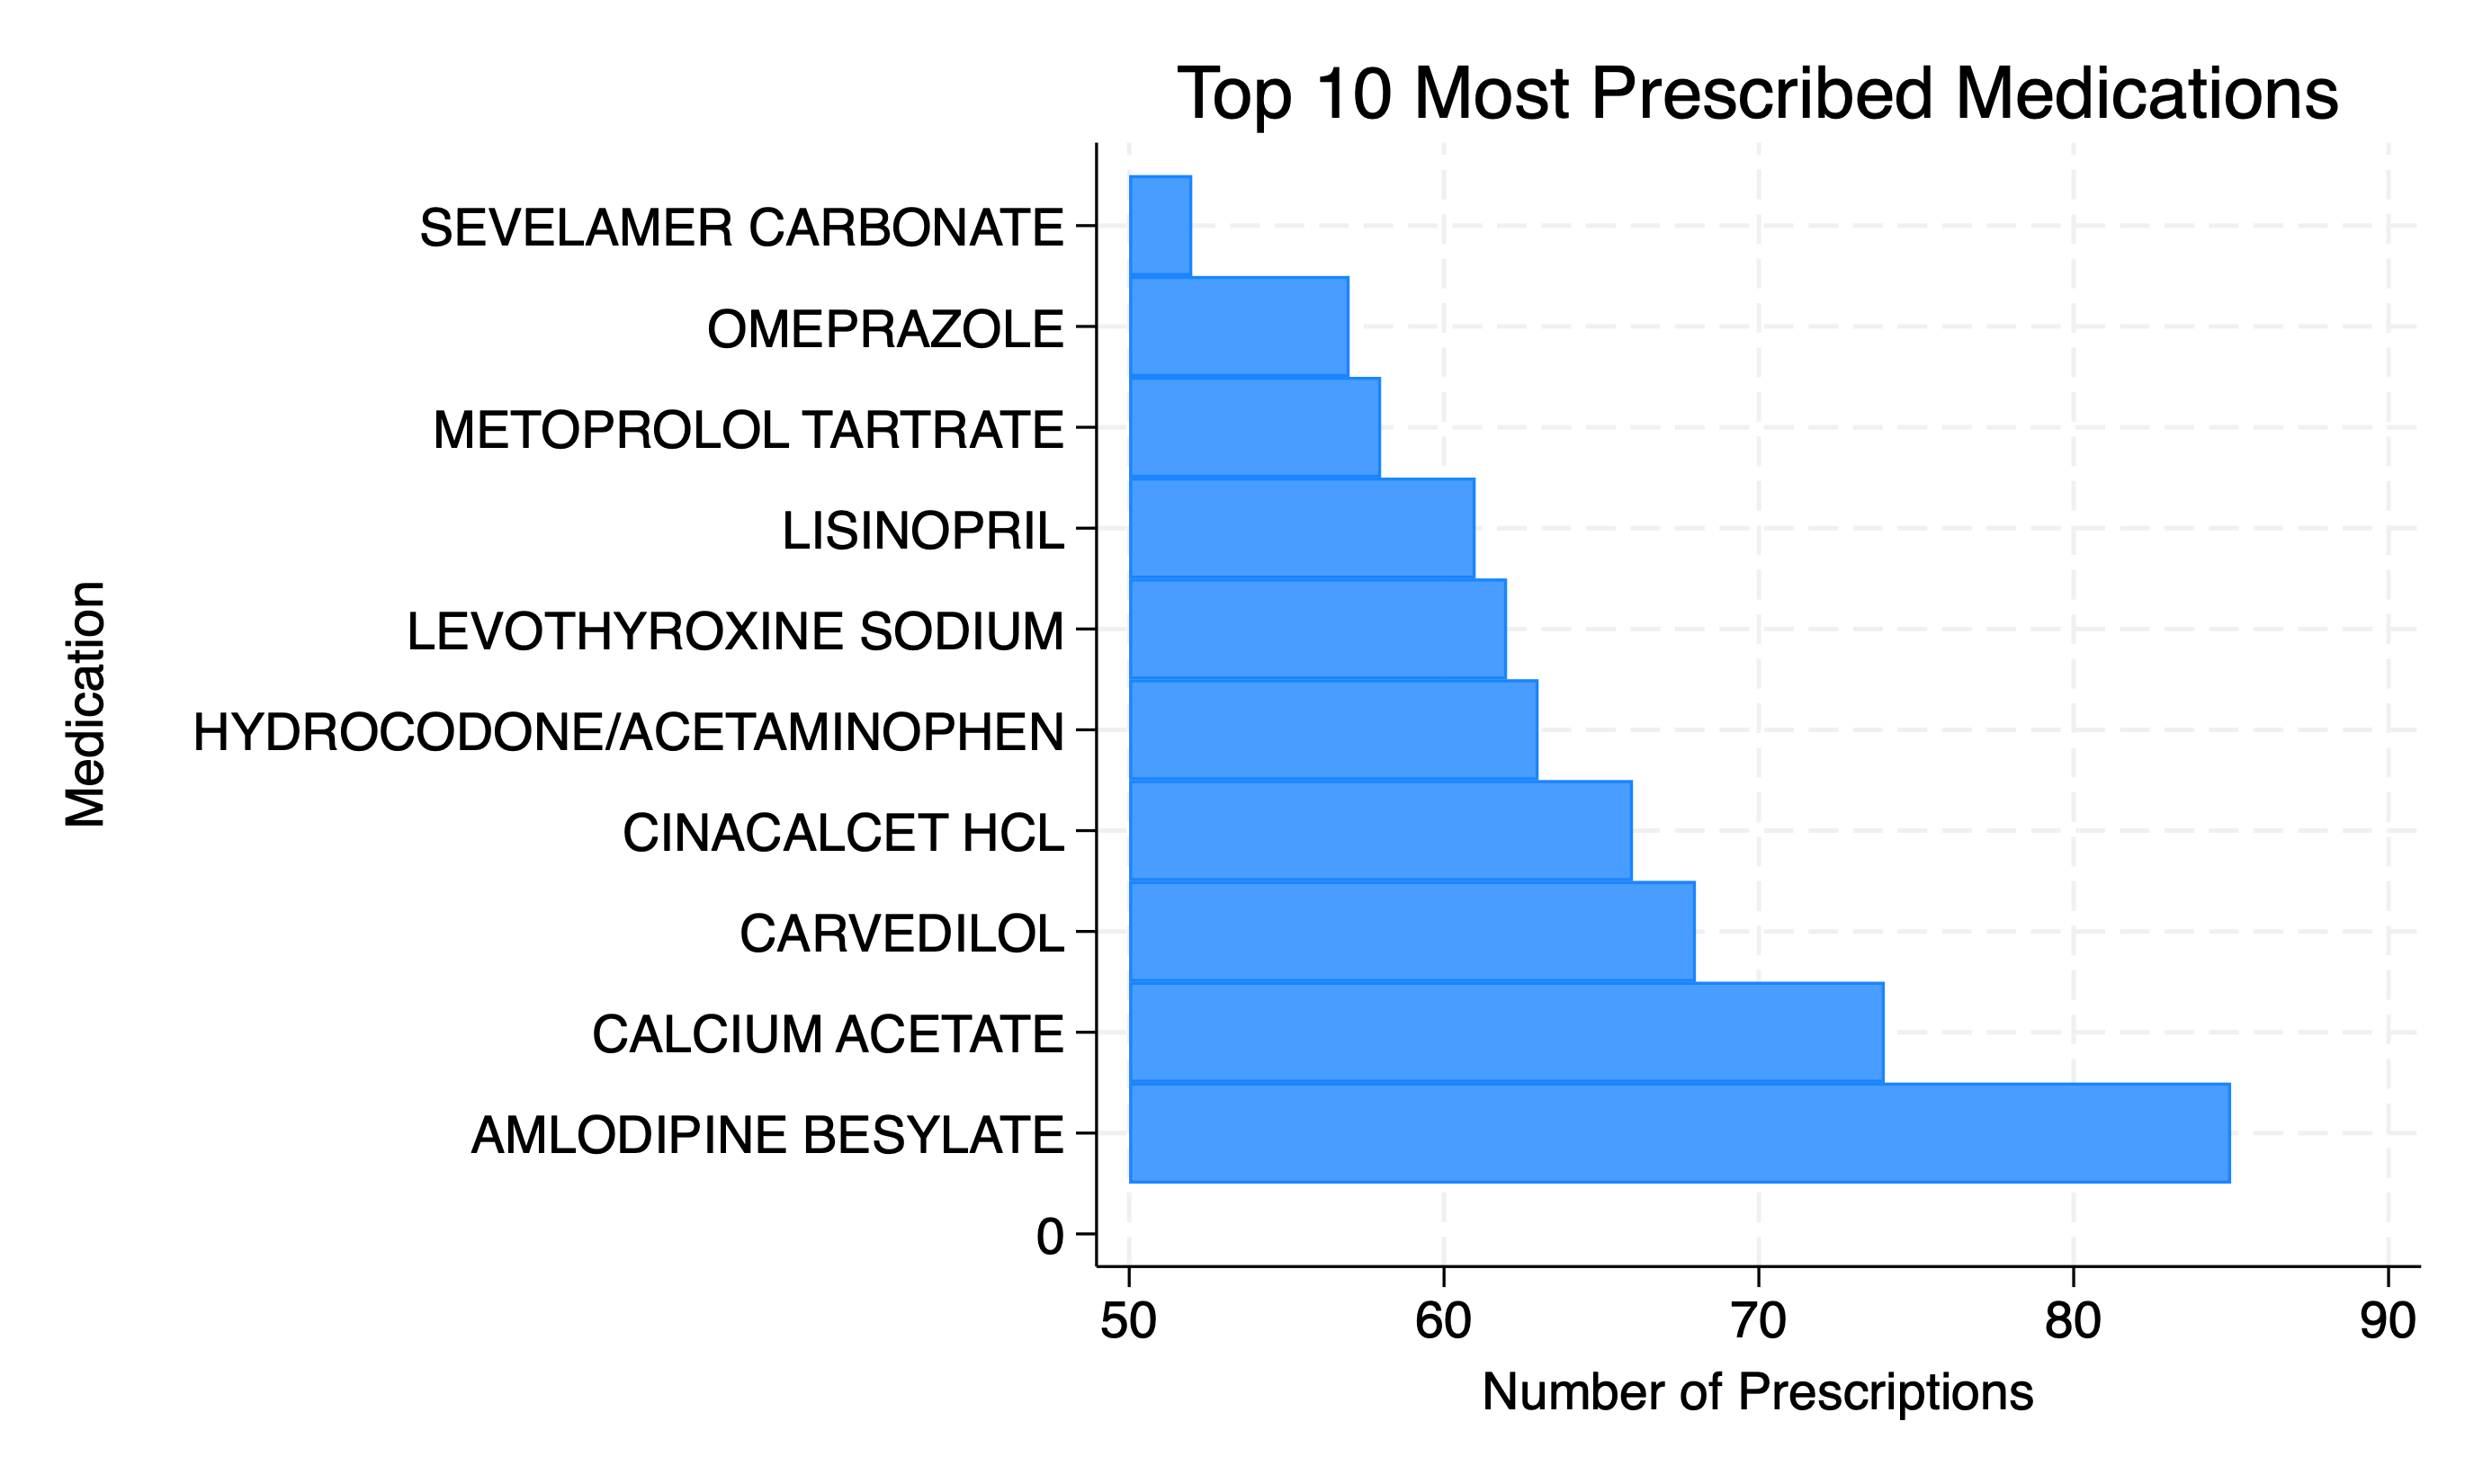 Top 10 Most Prescribed Medications
SEVELAMER CARBONATE
OMEPRAZOLE
METOPROLOL TARTRATE
LISINOPRIL
LEVOTHYROXINE SODIUM
HYDROCODONE/ACETAMINOPHEN
CINACALCET HCL
CARVEDILOL
CALCIUM ACETATE
AMLODIPINE BESYLATE
0
Medication
50 60 70 80 90
Number of Prescriptions